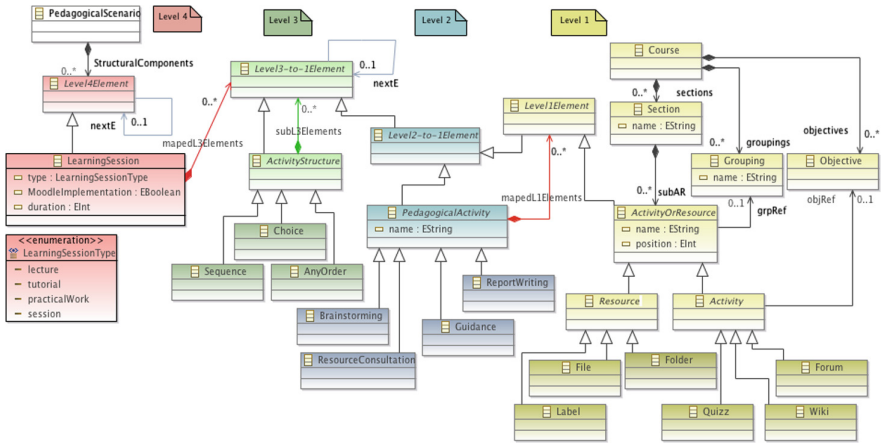 PedagogicalScenario
Level 4
Level 3
Level 2
Level 1
StructuralComponents
0..*
Level4Element
nextE
0..1
LearningSession
type : LearningSessionType
MoodleImplementation : EBoolean
duration : EInt
<<enumeration>>
LearningSessionType
lecture
tutorial
practicalWork
session
0..*
mapedL3Elements
Level3-to-1Element
0..1
nextE
0..*
subL3Elements
ActivityStructure
Choice
Sequence
AnyOrder
Level2-to-1Element
Level1Element
0..*
mapedL1Elements
PedagogicalActivity
name : EString
ReportWriting
Brainstorming
Guidance
ResourceConsultation
Course
0..*
sections
Section
name : EString
0..*
groupings
Grouping
name : EString
objectives
0..*
Objective
0..*
subAR
ActivityOrResource
name : EString
position : EInt
0..1
grpRef
objRef
0..1
Resource
Activity
File
Folder
Label
Forum
Quizz
Wiki